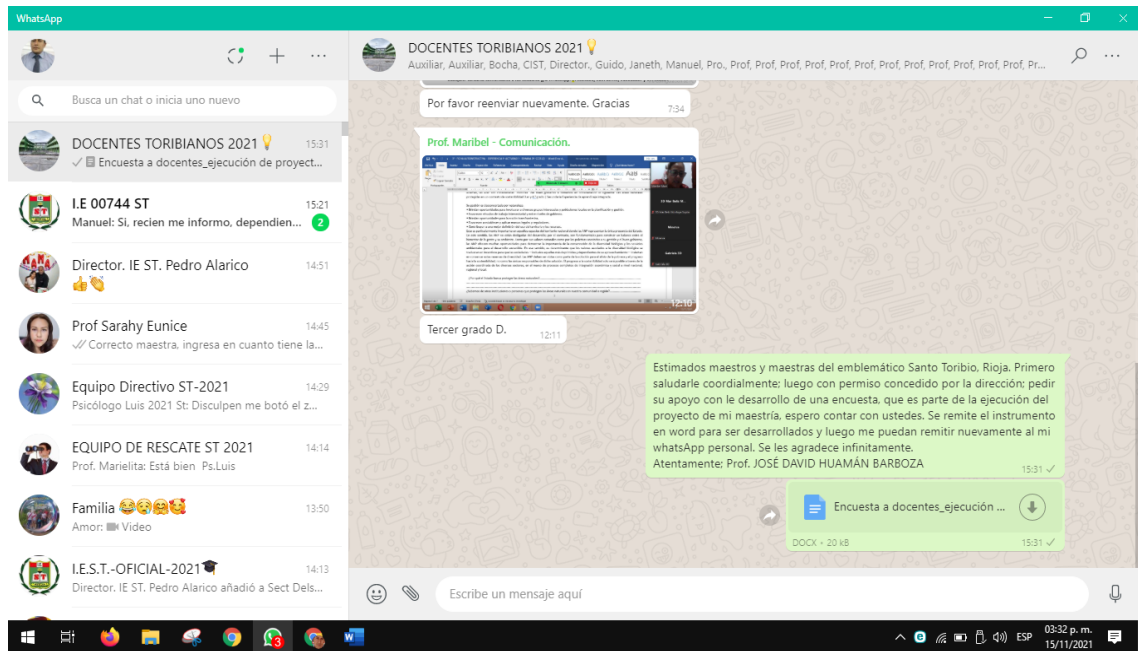 WhatsApp
Busca un chat o inicia uno nuevo
DOCENTES TORIBIANOS 2021
15:31
Encuesta a docentes_ejecución de proyect...
I.E 00744 ST
15:21
Manuel: Si, recien me informo, dependien...
2
Director. IE ST. Pedro Alarico
14:51
Prof Sarahy Eunice
14:45
Correcto maestra, ingresa en cuanto tiene la...
Equipo Directivo ST-2021
14:29
Psicólogo Luis 2021 St: Disculpen me botó el z...
EQUIPO DE RESCATE ST 2021
14:14
Prof. Marielita: Está bien Ps.Luis
Familia
13:50
Amor: Video
I.E.S.T.-OFICIAL-2021
14:13
Director. IE ST. Pedro Alarico añadió a Sect Dels...
DOCENTES TORIBIANOS 2021
Auxiliar, Auxiliar, Bocha, CIST, Director., Guido, Janeth, Manuel, Pro., Prof, Prof, Prof, Prof, Prof, Prof, Prof, Prof, Prof, Prof, Prof, Prof, Pr...
Por favor reenviar nuevamente. Gracias
7:34
Prof. Maribel - Comunicación.
12:10
Tercer grado D.
12:11
Estimados maestros y maestras del emblemático Santo Toribio, Rioja. Primero
saludarle coordialmente; luego con permiso concedido por la dirección; pedir
su apoyo con le desarrollo de una encuesta, que es parte de la ejecución del
proyecto de mi maestría, espero contar con ustedes. Se remite el instrumento
en word para ser desarrollados y luego me puedan remitir nuevamente al mi
whatsApp personal. Se les agradece infinitamente.
Atentamente; Prof. JOSÉ DAVID HUAMÁN BARBOZA
15:31
Encuesta a docentes_ejecución ...
DOCX • 20 kB
15:31
Escribe un mensaje aquí
3
ESP
03:32 p. m.
15/11/2021